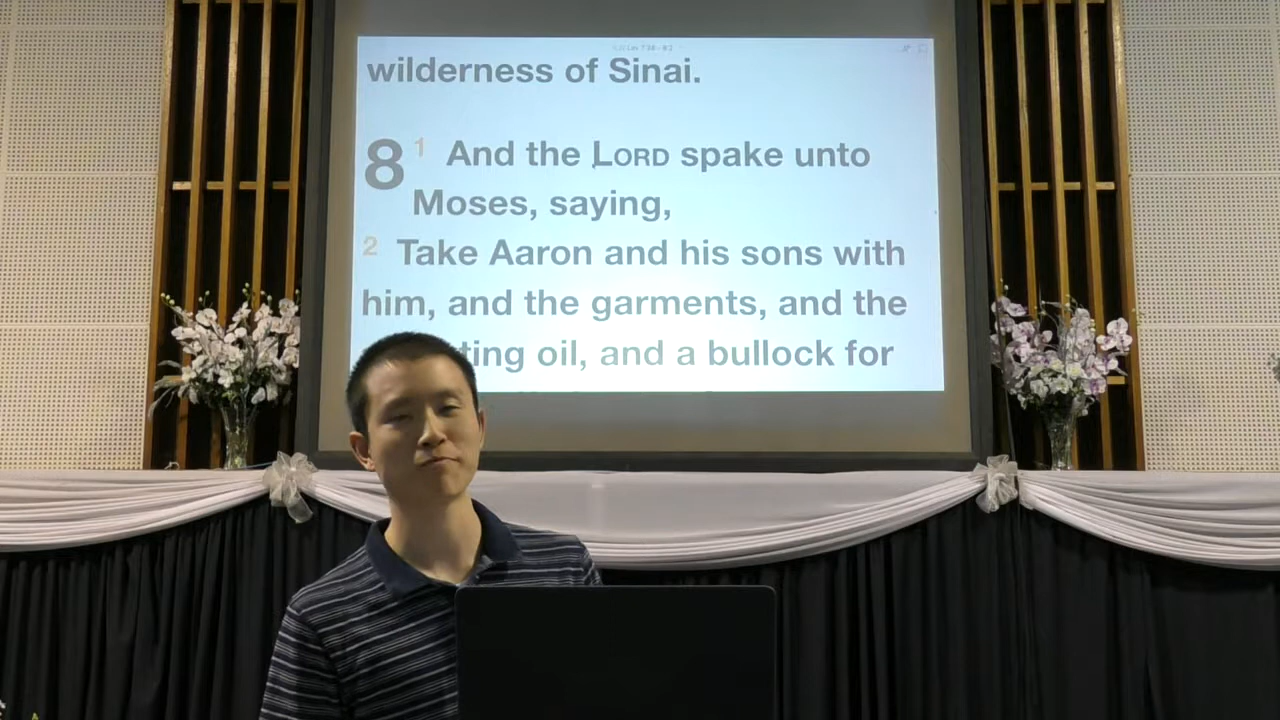 wilderness of Sinai.
8 1 And the LORD spake unto
Moses, saying,
2 Take Aaron and his sons with
him, and the garments, and the
ting oil, and a bullock for